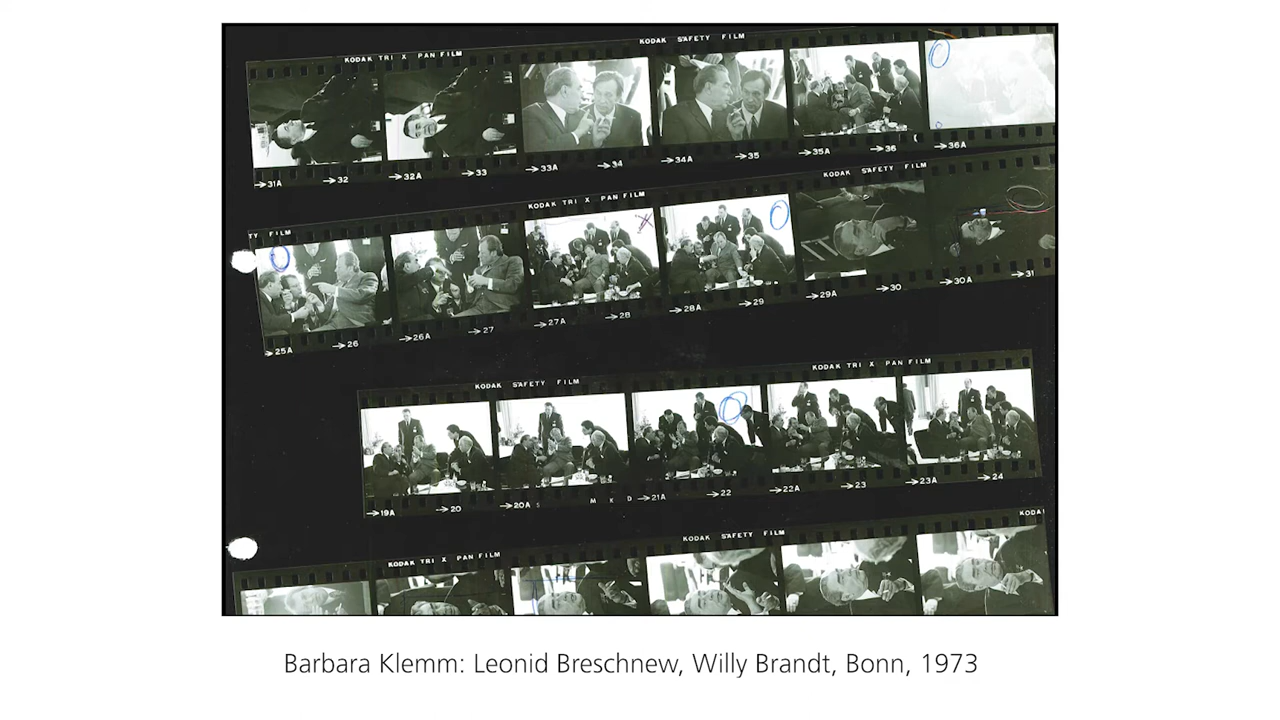 KODAK TRI X PAN FILM
KODAK SAFETY FILM
→31A →32 →32A →33 →33A →34 →34A →35 →35A →36 →36A
TY FILM
KODAK TRI X PAN FILM
KODAK SAFETY FILM
→25A →26 →26A →27 →27A →28 →28A →29 →29A →30 →30A →31
KODAK SAFETY FILM
KODAK TRI X PAN FILM
→19A →20 →20A →21A →22 →22A →23 →23A →24
KODAK TRI X PAN FILM
KODAK SAFETY FILM
KODA
Barbara Klemm: Leonid Breschnew, Willy Brandt, Bonn, 1973